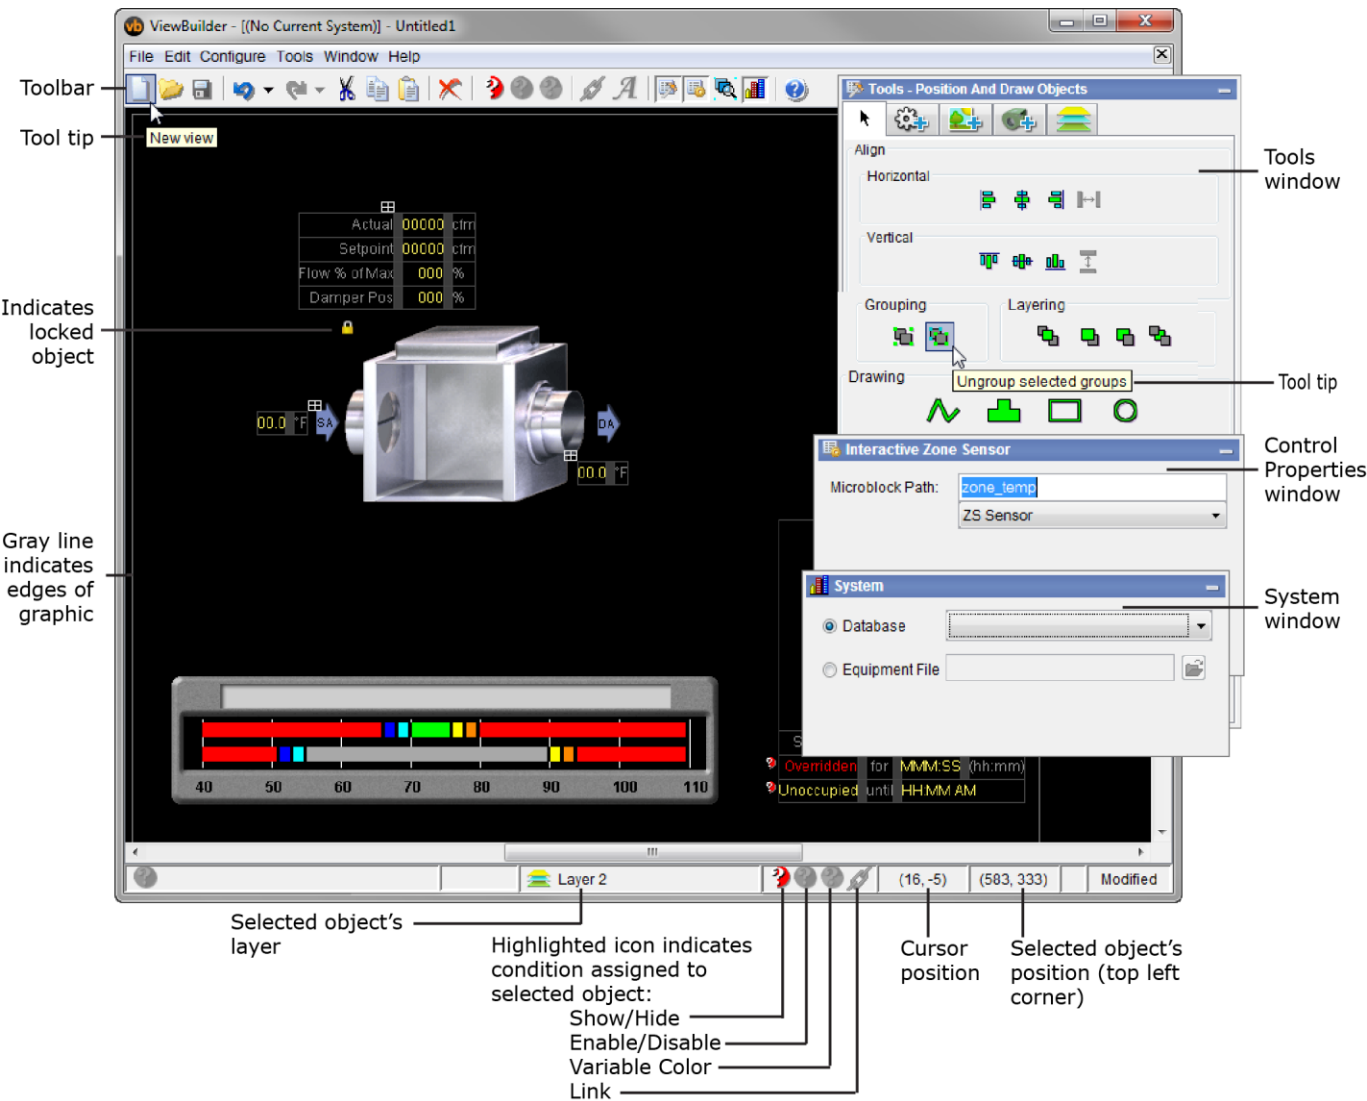 ViewBuilder - [(No Current System)] - Untitled1
File Edit Configure Tools Window Help
Toolbar
Tool tip
New view
Tools - Position And Draw Objects
Align
Horizontal
Vertical
Tools
window
Actual 00000 cfm
Setpoint 00000 cfm
Flow % of Max 000 %
Damper Pos 000 %
Grouping
Layering
Indicates
locked
object
Drawing
Ungroup selected groups
Tool tip
00.0 °F SA
DA
00.0 °F
Interactive Zone Sensor
Microblock Path: zone_temp
ZS Sensor
Control
Properties
window
Gray line
indicates
edges of
graphic
System
Database
Equipment File
System
window
S
Overridden for MMM:SS (hh:mm)
Unoccupied until HH:MM AM
40 50 60 70 80 90 100 110
Layer 2
(16, -5)
(583, 333)
Modified
Selected object's
layer
Highlighted icon indicates
condition assigned to
selected object:
Show/Hide
Enable/Disable
Variable Color
Link
Cursor
position
Selected object's
position (top left
corner)